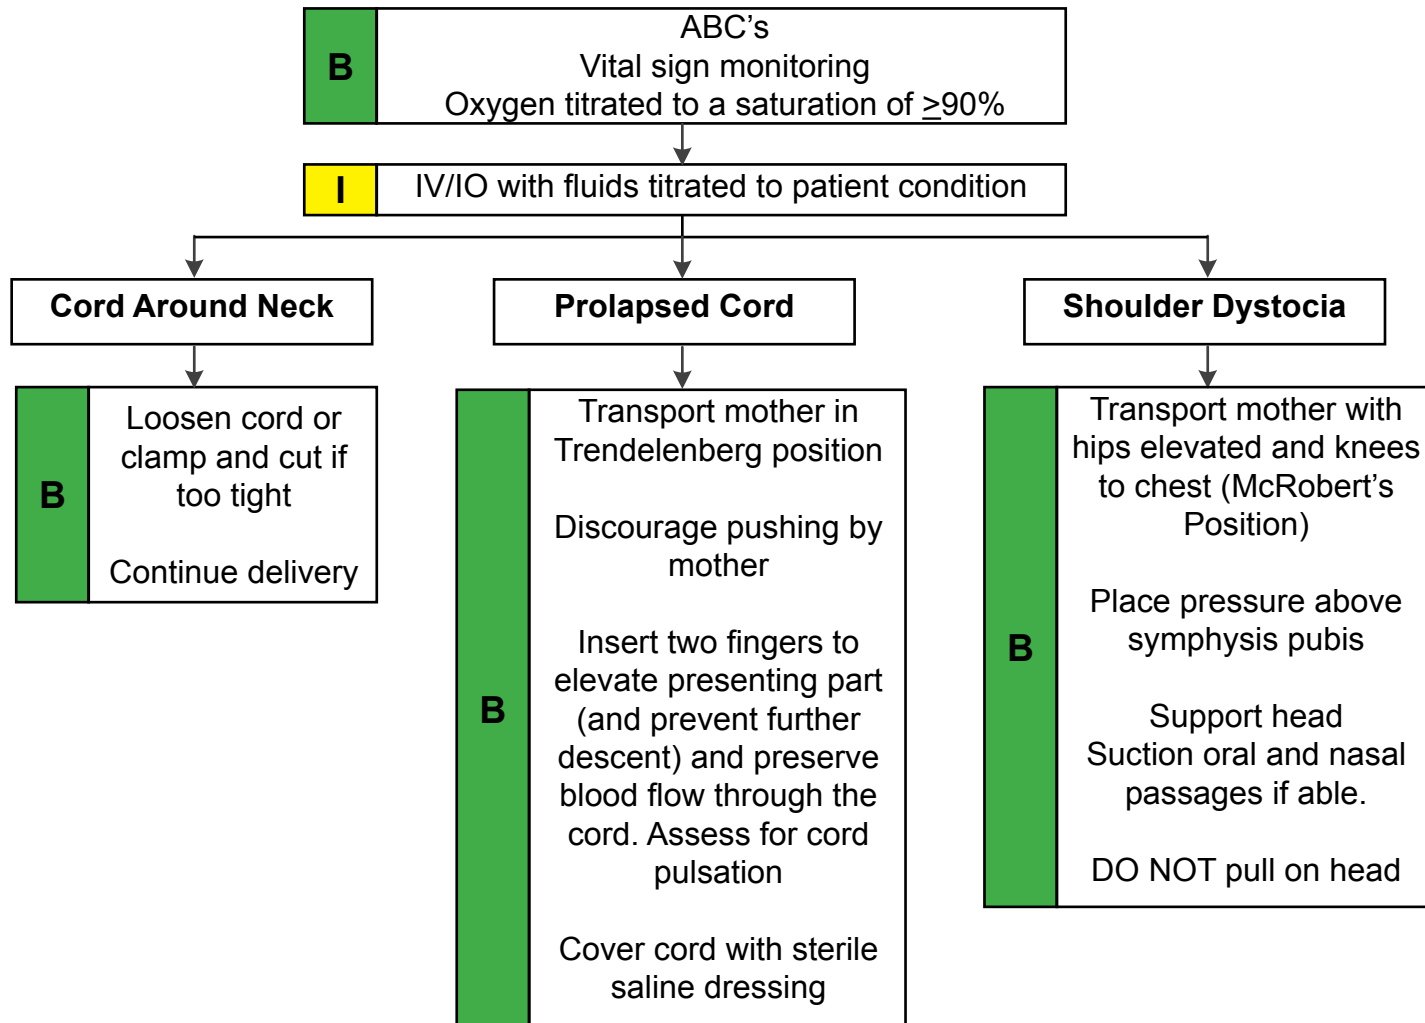 B
ABC’s
Vital sign monitoring
Oxygen titrated to a saturation of ≥90%
I
IV/IO with fluids titrated to patient condition
Cord Around Neck
B
Loosen cord or
clamp and cut if
too tight
Continue delivery
Prolapsed Cord
B
Transport mother in
Trendelenberg position
Discourage pushing by
mother
Insert two fingers to
elevate presenting part
(and prevent further
descent) and preserve
blood flow through the
cord. Assess for cord
pulsation
Cover cord with sterile
saline dressing
Shoulder Dystocia
B
Transport mother with
hips elevated and knees
to chest (McRobert’s
Position)
Place pressure above
symphysis pubis
Support head
Suction oral and nasal
passages if able.
DO NOT pull on head